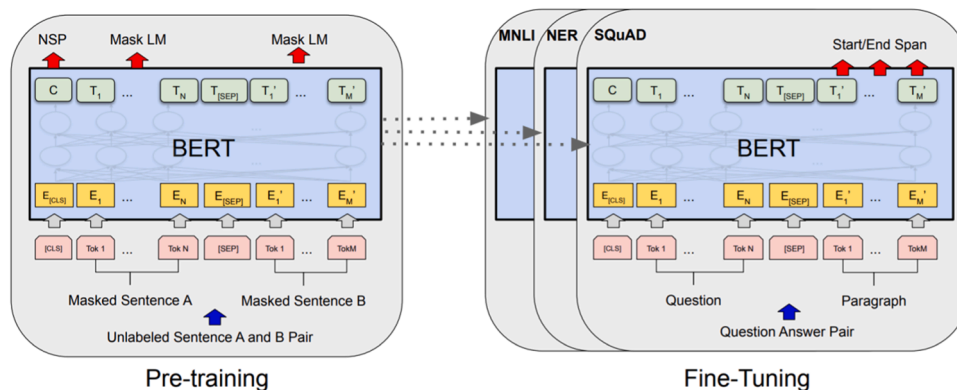 NSP Mask LM Mask LM
C T1 ... TN T[SEP] T1' ... TM'
BERT
E[CLS] E1 ... EN E[SEP] E1' ... EM'
[CLS] Tok 1 ... Tok N [SEP] Tok 1 ... TokM
Masked Sentence A Masked Sentence B
Unlabeled Sentence A and B Pair
Pre-training
MNLI NER SQuAD
Start/End Span
C T1 ... TN T[SEP] T1' ... TM'
BERT
E[CLS] E1 ... EN E[SEP] E1' ... EM'
[CLS] Tok 1 ... Tok N [SEP] Tok 1 ... TokM
Question Paragraph
Question Answer Pair
Fine-Tuning